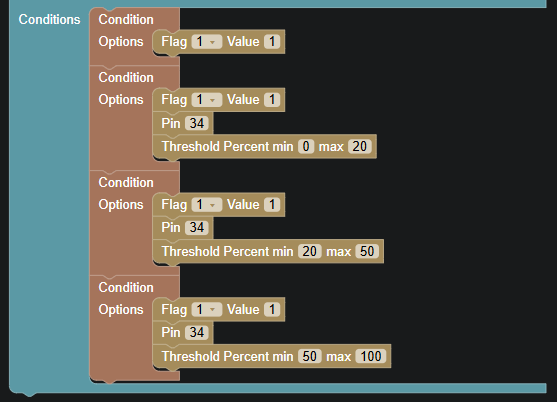 Conditions Condition
Options Flag 1 Value 1
Condition
Options Flag 1 Value 1
Pin 34
Threshold Percent min 0 max 20
Condition
Options Flag 1 Value 1
Pin 34
Threshold Percent min 20 max 50
Condition
Options Flag 1 Value 1
Pin 34
Threshold Percent min 50 max 100